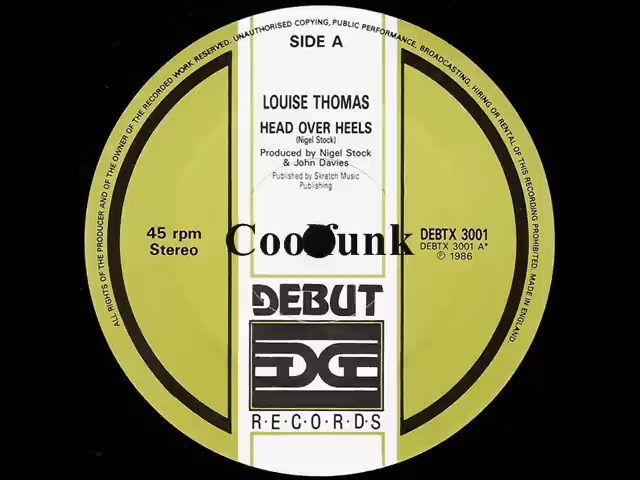 ALL RIGHTS OF THE PRODUCER AND OF THE OWNER OF THE RECORDED WORK RESERVED. UNAUTHORISED COPYING, PUBLIC PERFORMANCE, BROADCASTING, HIRING OR RENTAL OF THIS RECORDING PROHIBITED. MADE IN ENGLAND.
SIDE A
LOUISE THOMAS
HEAD OVER HEELS
(Nigel Stock)
Produced by Nigel Stock
& John Davies
Published by Skratch Music
Publishing
45 rpm
Stereo
Coolfunk
DEBTX 3001
DEBTX 3001 A*
℗ 1986
DEBUT
EDGE
R·E·C·O·R·D·S